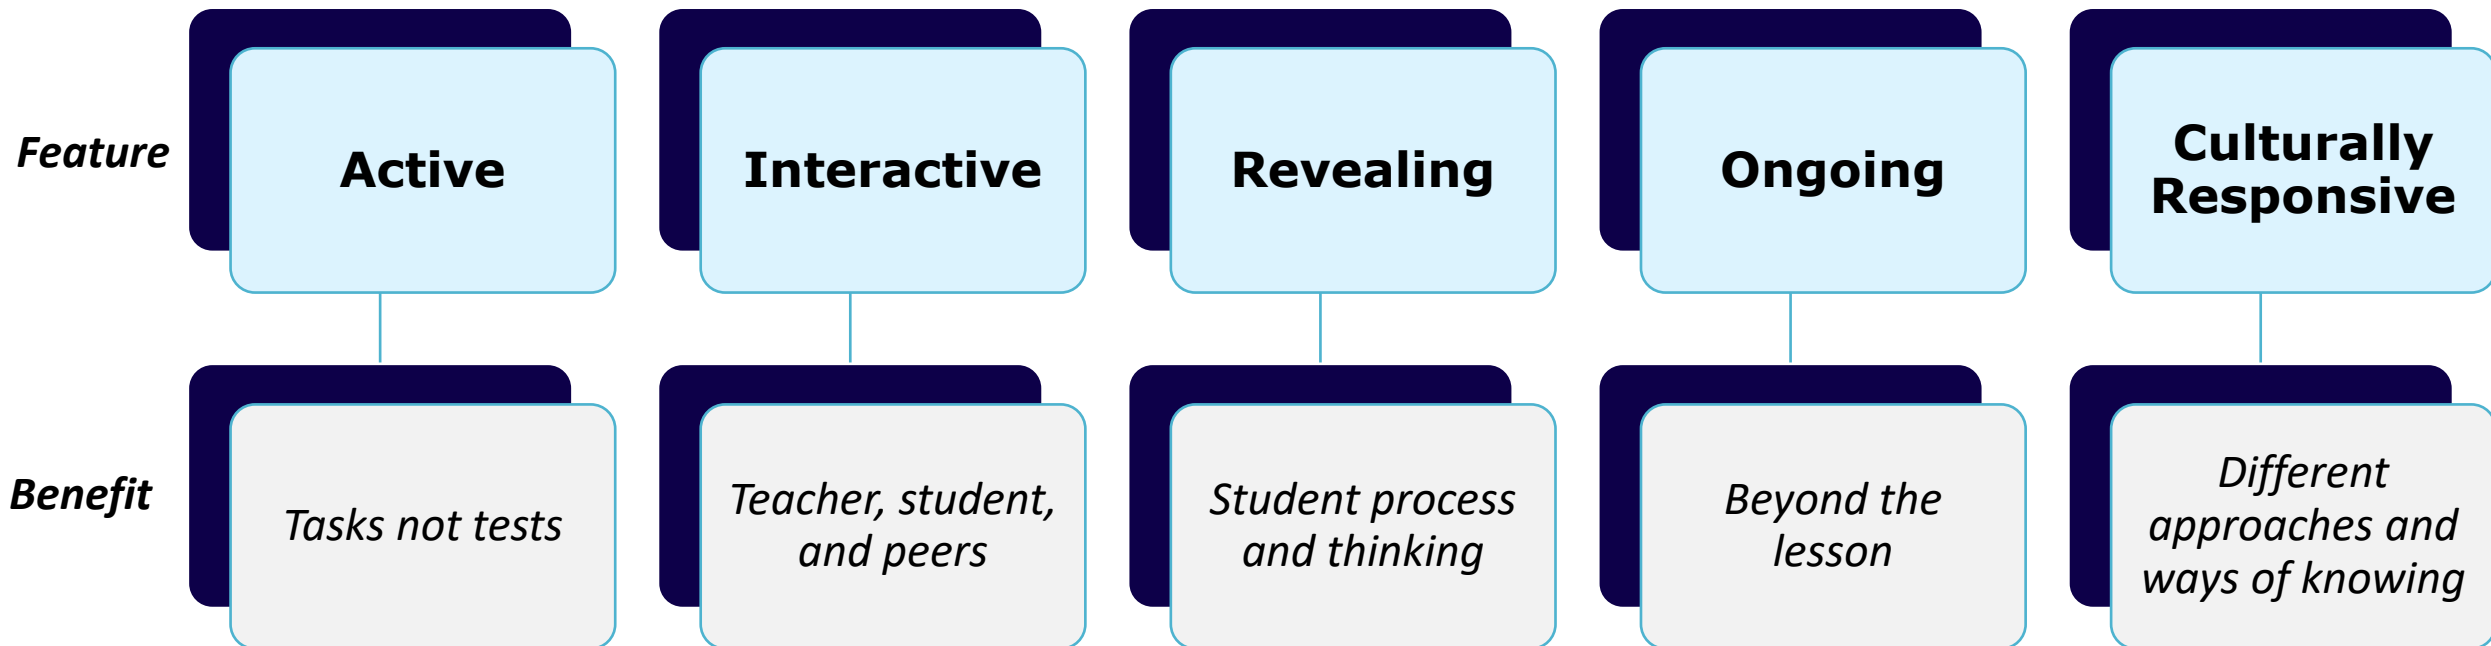 Feature
Active
Interactive
Revealing
Ongoing
Culturally
Responsive
Benefit
Tasks not tests
Teacher, student,
and peers
Student process
and thinking
Beyond the
lesson
Different
approaches and
ways of knowing